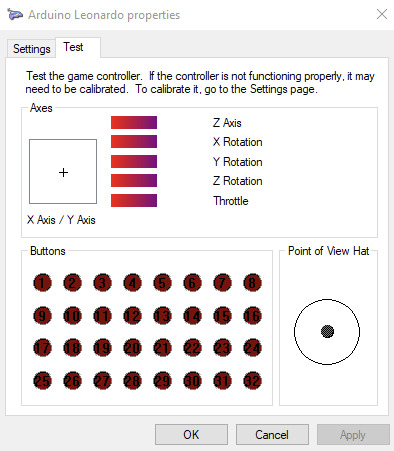 Arduino Leonardo properties
Settings Test
Test the game controller. If the controller is not functioning properly, it may
need to be calibrated. To calibrate it, go to the Settings page.
Axes
Z Axis
X Rotation
Y Rotation
Z Rotation
Throttle
X Axis / Y Axis
Buttons
1 2 3 4 5 6 7 8
9 10 11 12 13 14 15 16
17 18 19 20 21 22 23 24
25 26 27 28 29 30 31 32
Point of View Hat
OK Cancel Apply